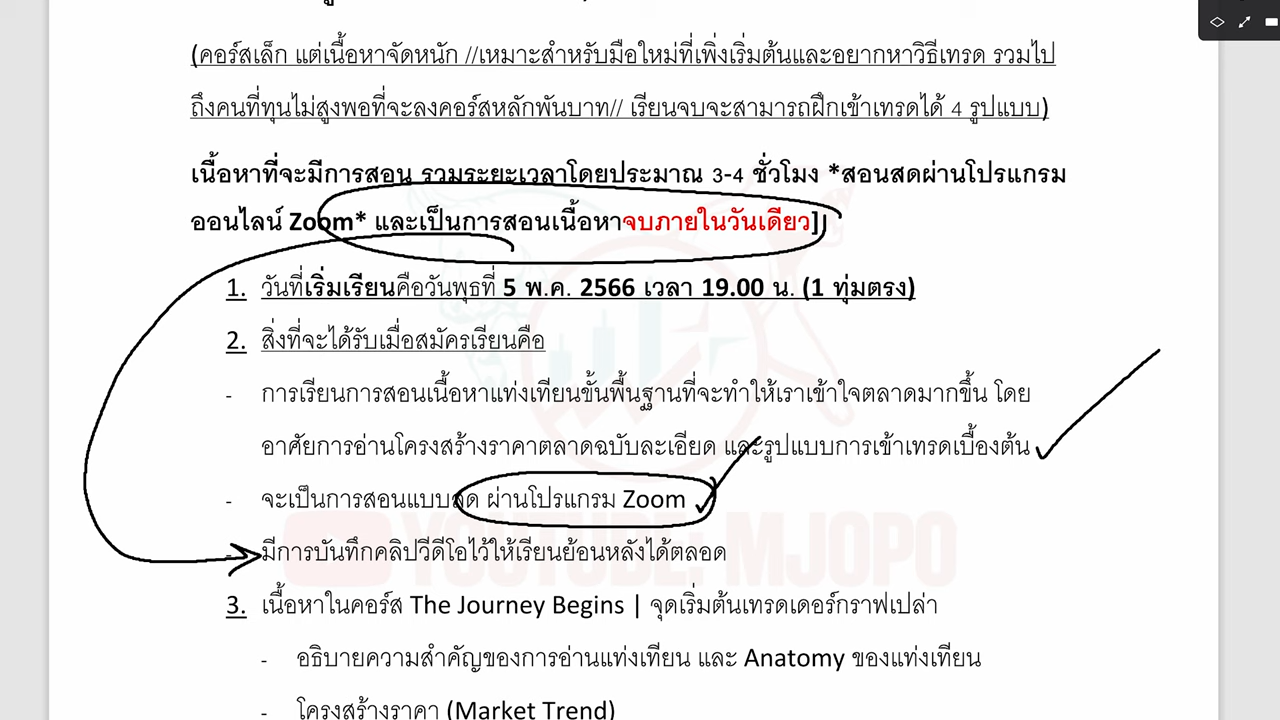 (คอร์สเล็ก แต่เนื้อหาจัดหนัก //เหมาะสำหรับมือใหม่ที่เพิ่งเริ่มต้นและอยากหาวิธีเทรด รวมไป
ถึงคนที่ทุนไม่สูงพอที่จะลงคอร์สหลักพันบาท// เรียนจบจะสามารถฝึกเข้าเทรดได้ 4 รูปแบบ)
เนื้อหาที่จะมีการสอน รวมระยะเวลาโดยประมาณ 3-4 ชั่วโมง *สอนสดผ่านโปรแกรม
ออนไลน์ Zoom* และเป็นการสอนเนื้อหาจบภายในวันเดียว]
1. วันที่เริ่มเรียนคือวันพุธที่ 5 พ.ค. 2566 เวลา 19.00 น. (1 ทุ่มตรง)
2. สิ่งที่จะได้รับเมื่อสมัครเรียนคือ
- การเรียนการสอนเนื้อหาแท่งเทียนขั้นพื้นฐานที่จะทำให้เราเข้าใจตลาดมากขึ้น โดย
อาศัยการอ่านโครงสร้างราคาตลาดฉบับละเอียด และรูปแบบการเข้าเทรดเบื้องต้น
- จะเป็นการสอนแบบสด ผ่านโปรแกรม Zoom
- มีการบันทึกคลิปวีดีโอไว้ให้เรียนย้อนหลังได้ตลอด
YOUTUBE: MJOPO
3. เนื้อหาในคอร์ส The Journey Begins | จุดเริ่มต้นเทรดเดอร์กราฟเปล่า
- อธิบายความสำคัญของการอ่านแท่งเทียน และ Anatomy ของแท่งเทียน
- โครงสร้างราคา (Market Trend)